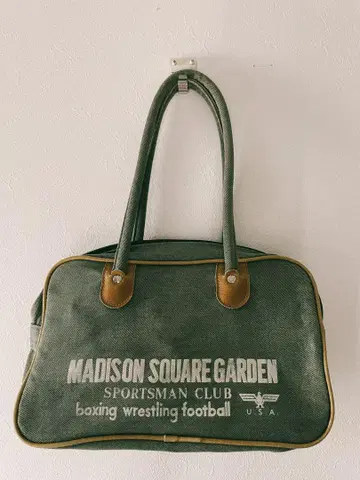 MADISON SQUARE GARDEN
SPORTSMAN CLUB
boxing wrestling football
U.S.A.